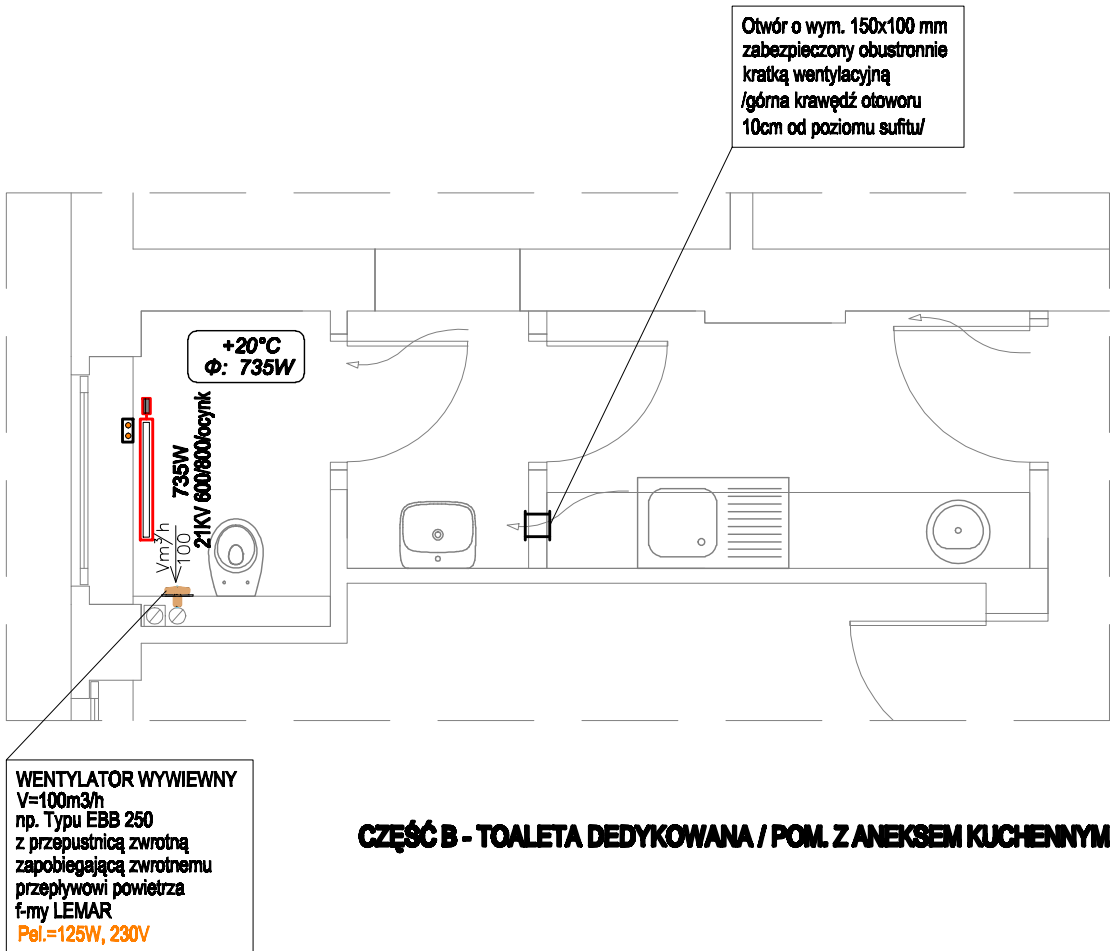 Otwór o wym. 150x100 mm
zabezpieczony obustronnie
kratką wentylacyjną
/górna krawędź otoworu
10cm od poziomu sufitu/
+20°C
Φ: 735W
735W
21KV 600/800/ocynk
Vm³/h
100
WENTYLATOR WYWIEWNY
V=100m3/h
np. Typu EBB 250
z przepustnicą zwrotną
zapobiegającą zwrotnemu
przepływowi powietrza
f-my LEMAR
Pel.=125W, 230V
CZĘŚĆ B - TOALETA DEDYKOWANA / POM. Z ANEKSEM KUCHENNYM